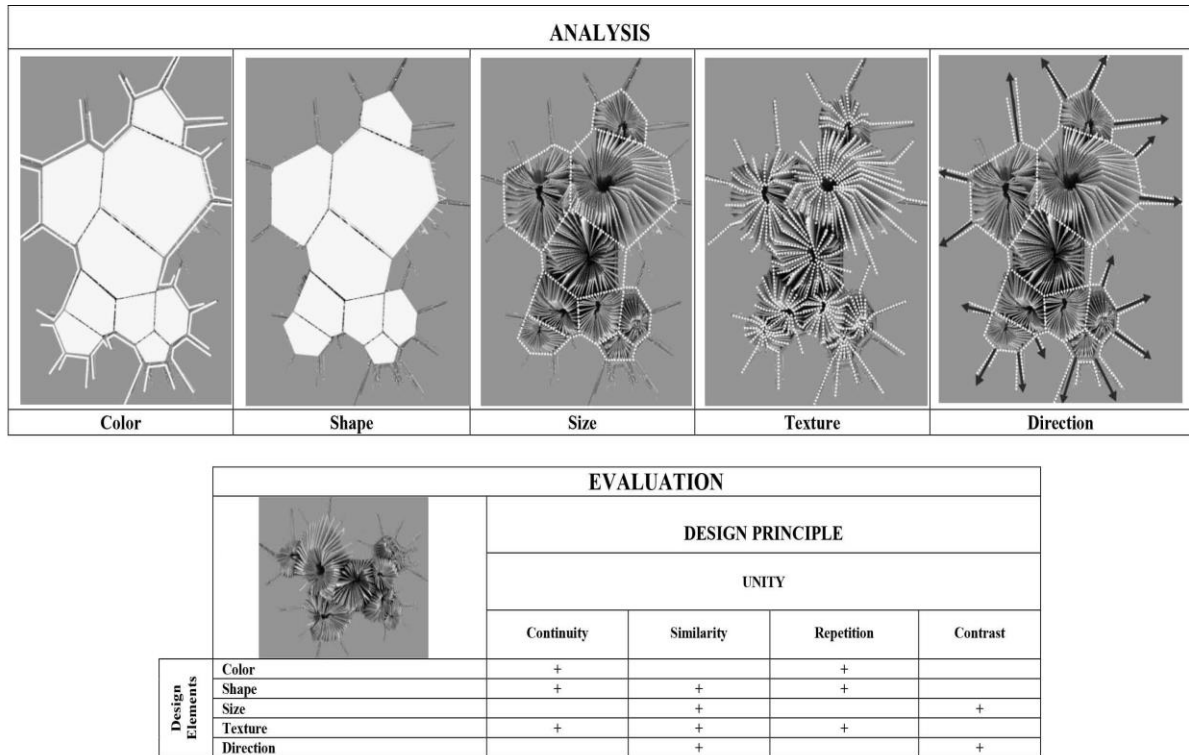 ANALYSIS
Color Shape Size Texture Direction
EVALUATION
DESIGN PRINCIPLE
UNITY
Continuity Similarity Repetition Contrast
Design Elements
Color + +
Shape + + +
Size + +
Texture + + +
Direction + +